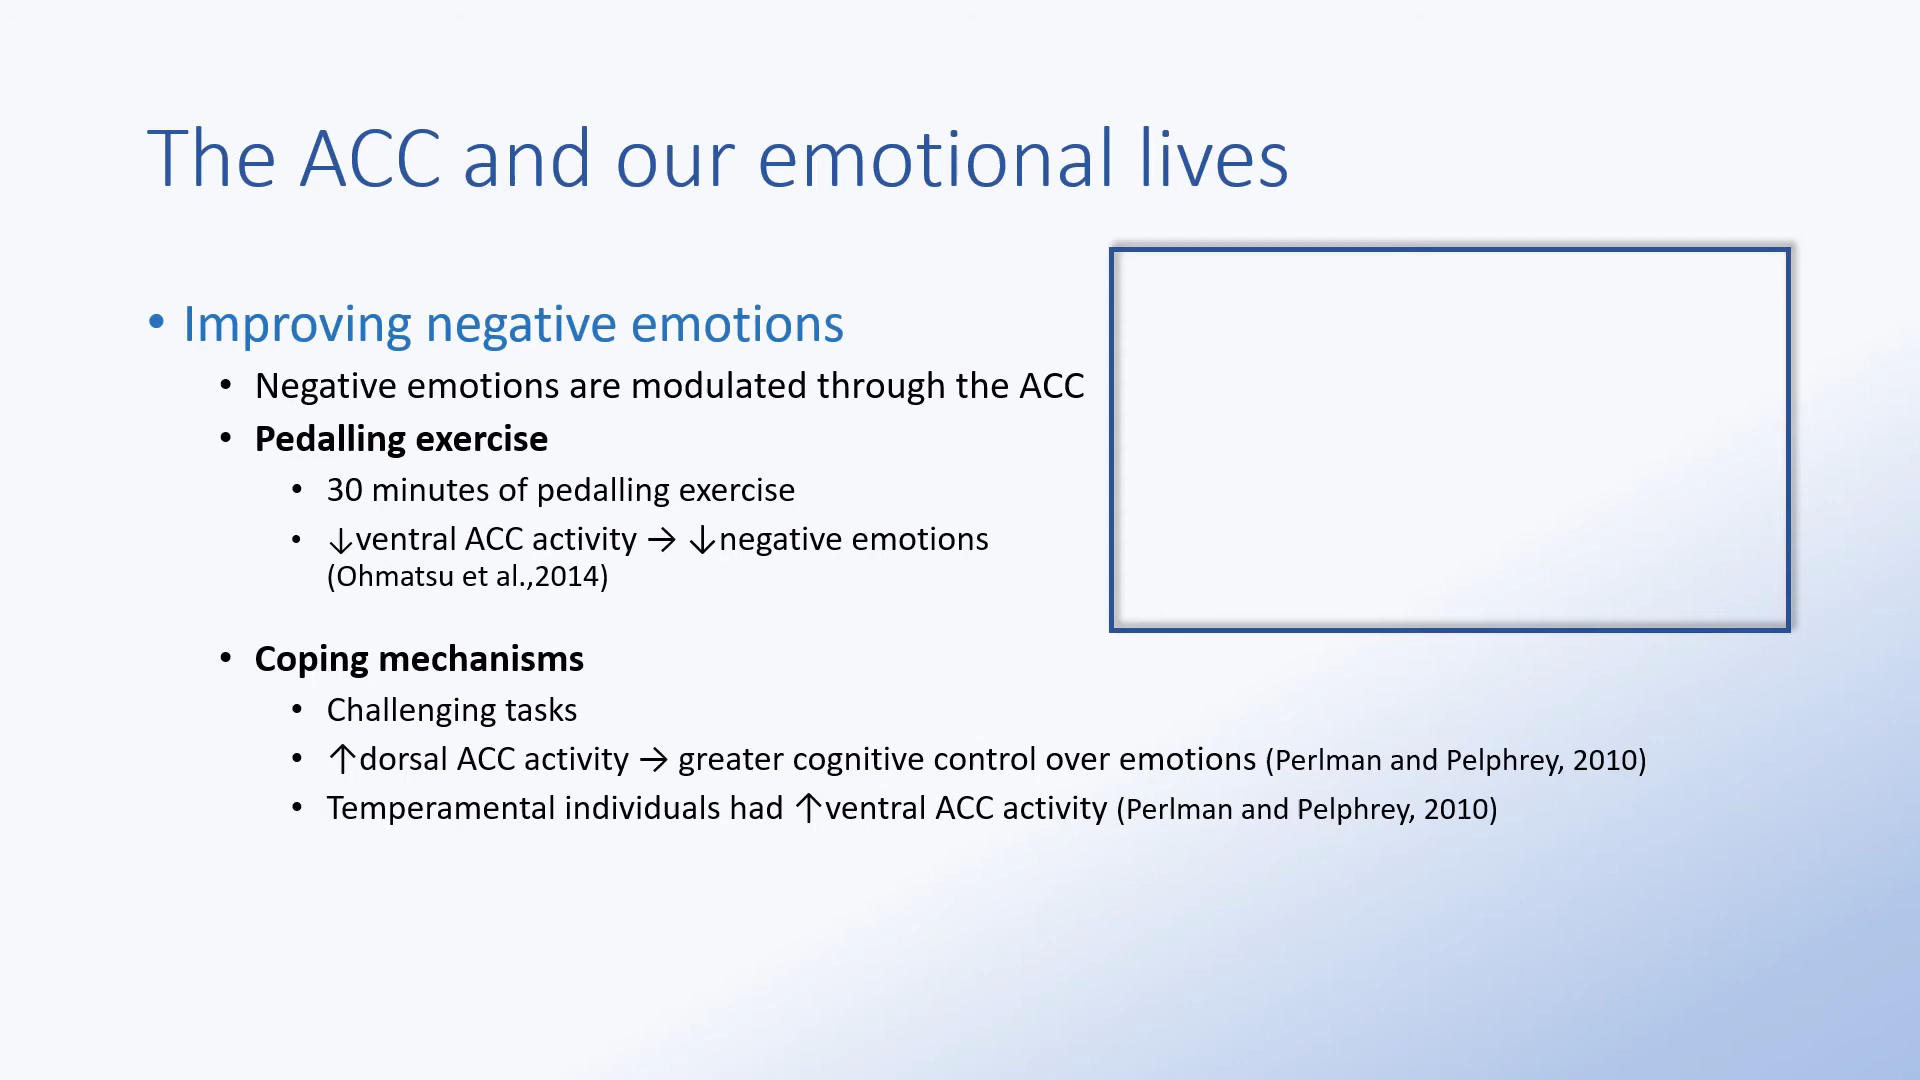 The ACC and our emotional lives
• Improving negative emotions
• Negative emotions are modulated through the ACC
• Pedalling exercise
• 30 minutes of pedalling exercise
• ↓ventral ACC activity → ↓negative emotions
(Ohmatsu et al.,2014)
• Coping mechanisms
• Challenging tasks
• ↑dorsal ACC activity → greater cognitive control over emotions (Perlman and Pelphrey, 2010)
• Temperamental individuals had ↑ventral ACC activity (Perlman and Pelphrey, 2010)